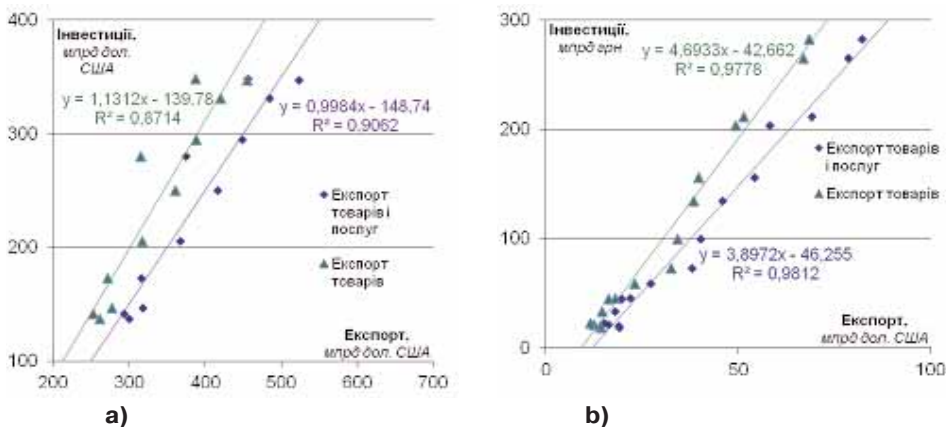 400
300
200
100
200
300
400
500
600
700
Інвестиції,
млрд дол.
США
y = 1,1312x - 139,78
R² = 0,8714
y = 0,9984x - 148,74
R² = 0,9062
Експорт
товарів і
послуг
Експорт
товарів
Експорт,
млрд дол. США
a)
300
200
100
0
0
50
100
Інвестиції,
млрд грн
y = 4,6933x - 42,662
R² = 0,9778
Експорт товарів
і послуг
Експорт товарів
y = 3,8972x - 46,255
R² = 0,9812
Експорт,
млрд дол. США
b)